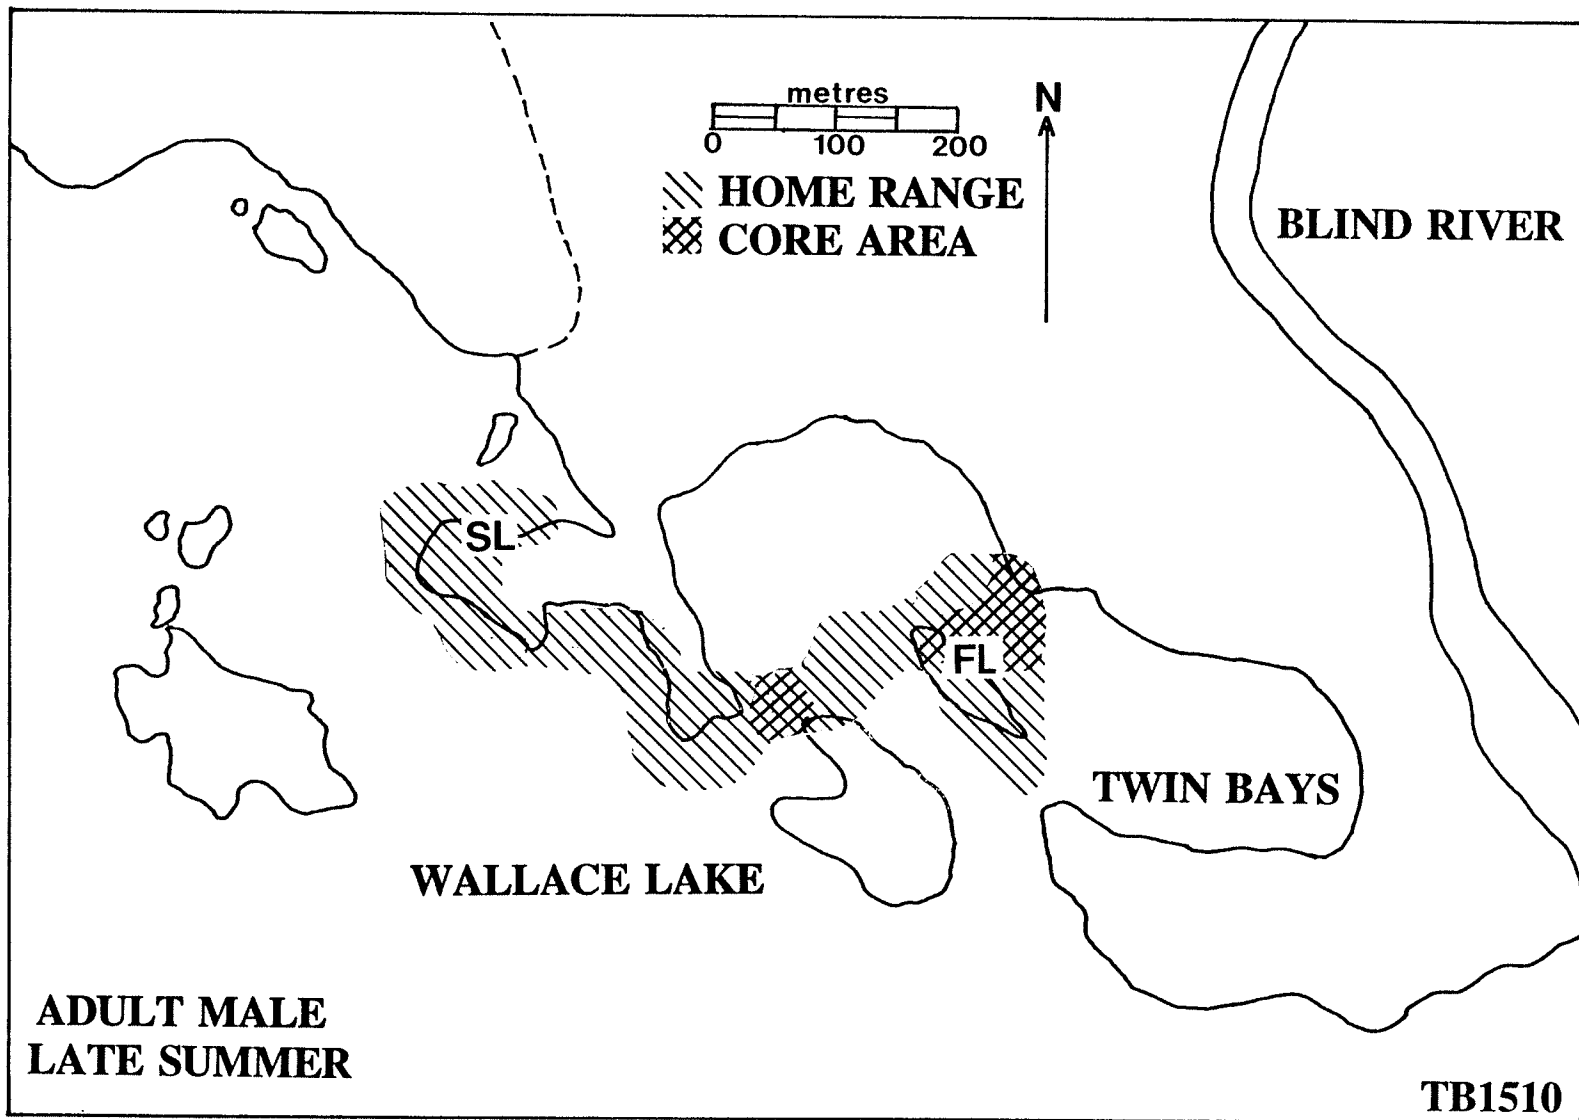 metres
N
0 100 200
HOME RANGE
CORE AREA
BLIND RIVER
SL
FL
TWIN BAYS
WALLACE LAKE
ADULT MALE
LATE SUMMER
TB1510